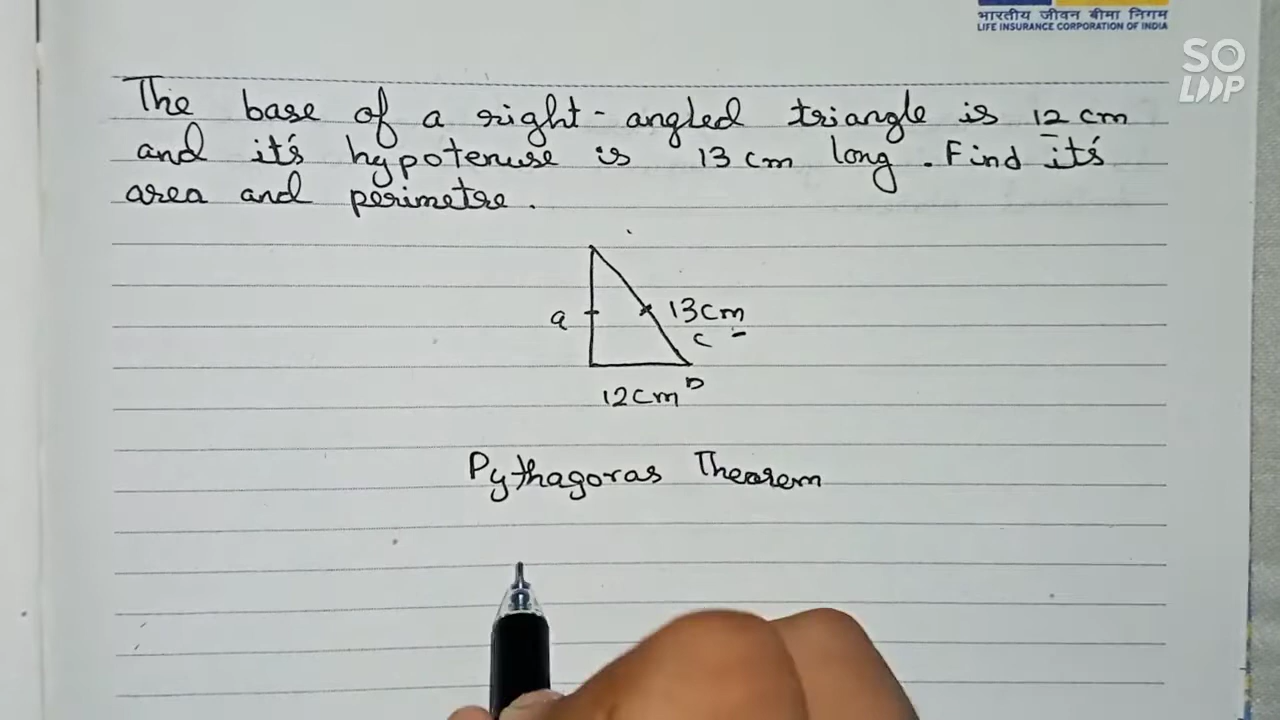 भारतीय जीवन बीमा निगम
LIFE INSURANCE CORPORATION OF INDIA
SO
LOOP
The base of a right-angled triangle is 12 cm
and it's hypotenuse is 13 cm long. Find it's
area and perimetre.
a
13cm
c
12cm
b
Pythagoras Theorem